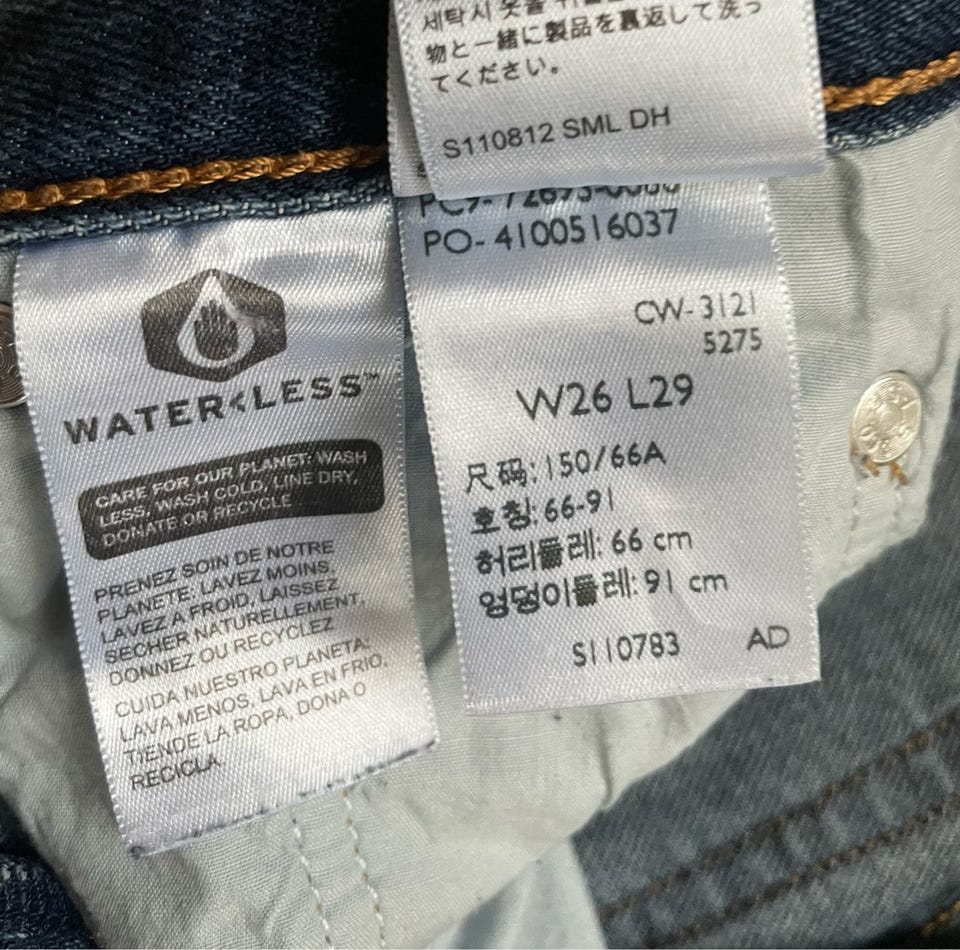 세탁시 옷을
物と一緒に製品を裏返して洗っ
てください。
S110812 SML DH
PO- 4100516037
CW-3121
5275
W26 L29
尺码: 150/66A
호칭: 66-91
허리둘레: 66 cm
엉덩이둘레: 91 cm
S110783 AD
WATER<LESS™
CARE FOR OUR PLANET: WASH
LESS, WASH COLD, LINE DRY,
DONATE OR RECYCLE
PRENEZ SOIN DE NOTRE
PLANETE: LAVEZ MOINS,
LAVEZ A FROID, LAISSEZ
SECHER NATURELLEMENT,
DONNEZ OU RECYCLEZ
CUIDA NUESTRO PLANETA:
LAVA MENOS, LAVA EN FRIO,
TIENDE LA ROPA, DONA O
RECICLA